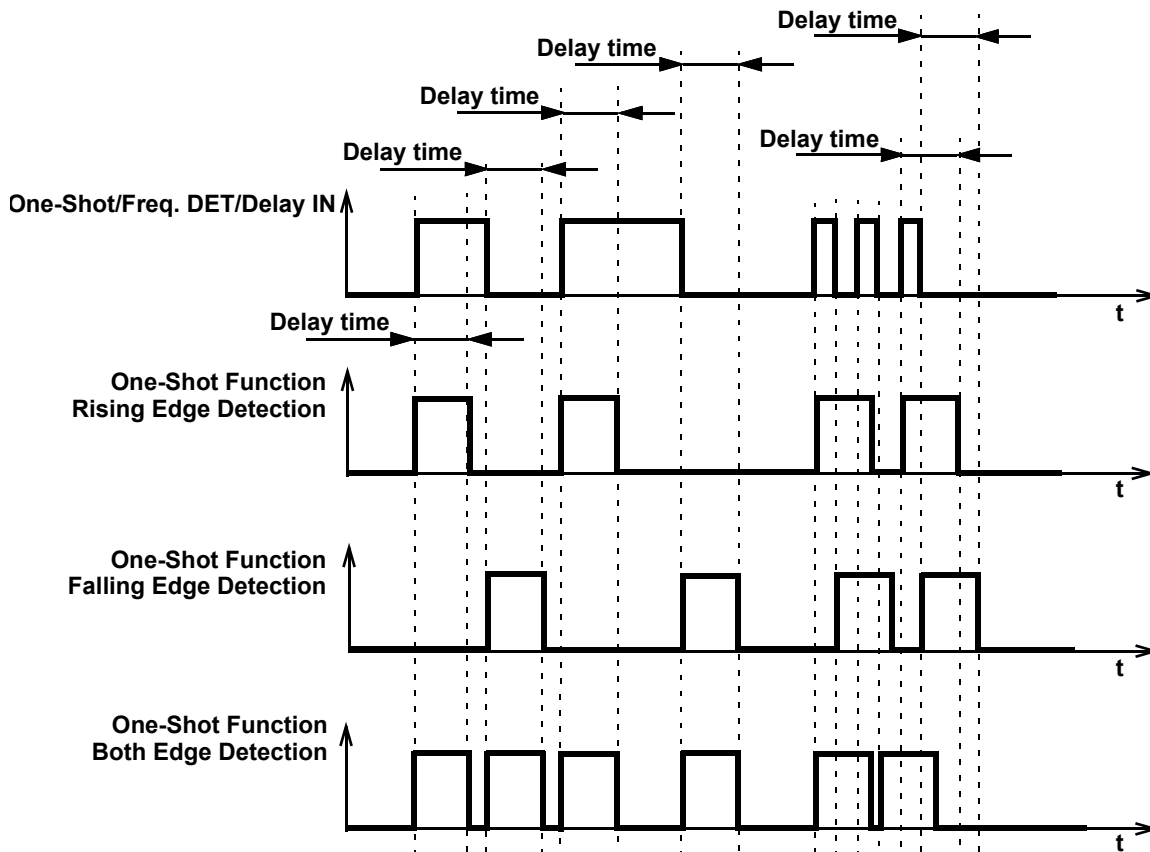 Delay time
Delay time
Delay time
Delay time
Delay time
One-Shot/Freq. DET/Delay IN
t
Delay time
One-Shot Function
Rising Edge Detection
t
One-Shot Function
Falling Edge Detection
t
One-Shot Function
Both Edge Detection
t